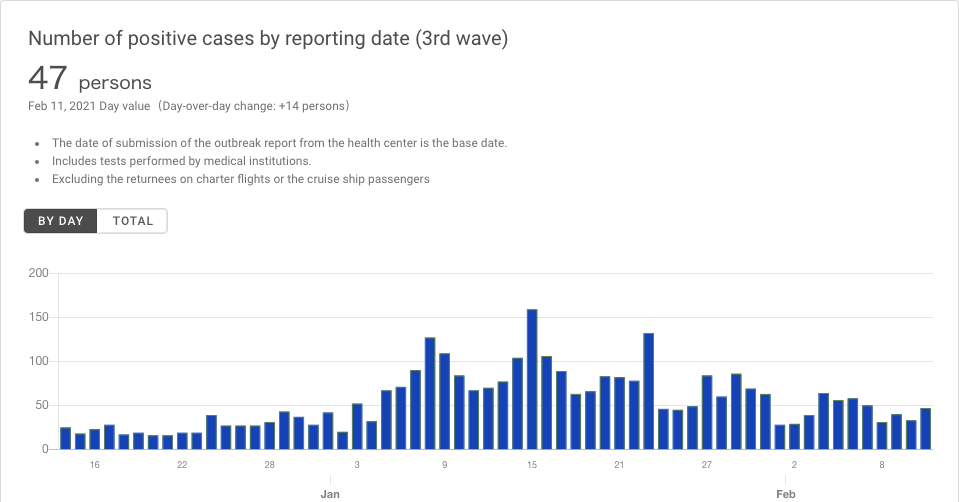 Number of positive cases by reporting date (3rd wave)
47 persons
Feb 11, 2021 Day value（Day-over-day change: +14 persons）
• The date of submission of the outbreak report from the health center is the base date.
• Includes tests performed by medical institutions.
• Excluding the returnees on charter flights or the cruise ship passengers
BY DAY TOTAL
200
150
100
50
0
16 22 28 3 9 15 21 27 2 8
Jan Feb